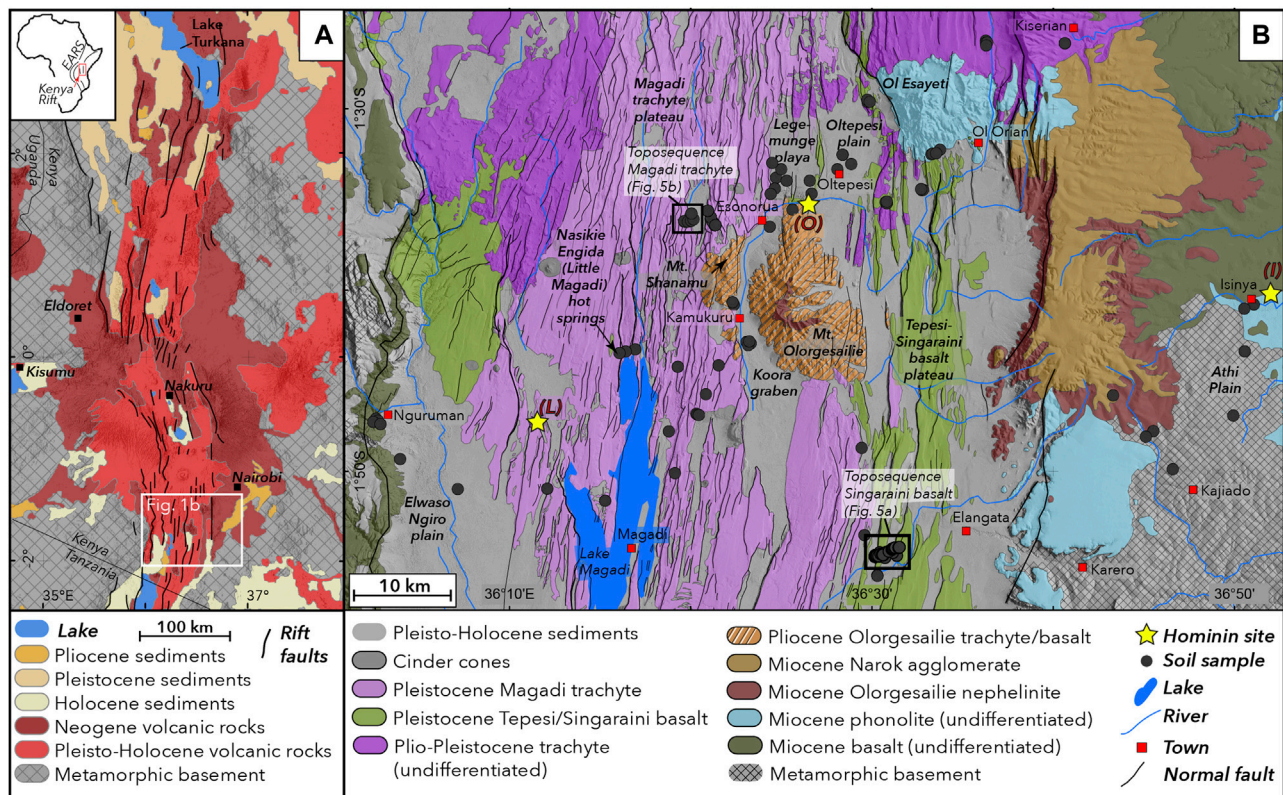 A
Lake
Turkana
EARS
Kenya
Rift
Uganda
Kenya
2°
Eldoret
0°
Kisumu
Nakuru
Nairobi
Fig. 1b
Kenya
Tanzania
-2°
35°E
37°
Lake
100 km
Rift
faults
Pliocene sediments
Pleistocene sediments
Holocene sediments
Neogene volcanic rocks
Pleisto-Holocene volcanic rocks
Metamorphic basement
B
Kiserian
1°30'S
Magadi
trachyte
plateau
Ol Esayeti
Ol Orian
Lege-
munge
playa
Oltepesi
plain
Oltepesi
Toposequence
Magadi trachyte
(Fig. 5b)
Esonorua
(O)
Nasikie
Engida
(Little
Magadi)
hot
springs
Mt.
Shanamu
Kamukuru
Mt.
Olorgesailie
Koora
graben
Tepesi-
Singaraini
basalt
plateau
(I)
Isinya
Athi
Plain
Nguruman
(L)
1°50'S
Elwaso
Ngiro
plain
Lake
Magadi
Magadi
Toposequence
Singaraini basalt
(Fig. 5a)
Elangata
Kajiado
Karero
10 km
36°10'E
36°30'
36°50'
Pleisto-Holocene sediments
Cinder cones
Pleistocene Magadi trachyte
Pleistocene Tepesi/Singaraini basalt
Plio-Pleistocene trachyte
(undifferentiated)
Pliocene Olorgesailie trachyte/basalt
Miocene Narok agglomerate
Miocene Olorgesailie nephelinite
Miocene phonolite (undifferentiated)
Miocene basalt (undifferentiated)
Metamorphic basement
Hominin site
Soil sample
Lake
River
Town
Normal fault